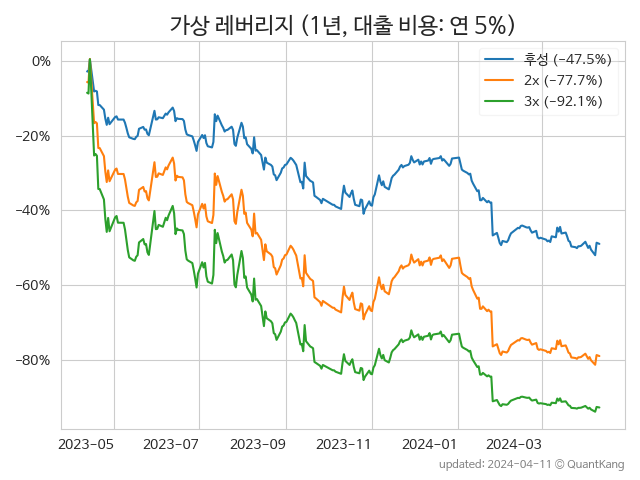 가상 레버리지 (1년, 대출 비용: 연 5%)
후성 (−47.5%)
2x (−77.7%)
3x (−92.1%)
0%
−20%
−40%
−60%
−80%
2023−05 2023−07 2023−09 2023−11 2024−01 2024−03
updated: 2024−04−11 © QuantKang